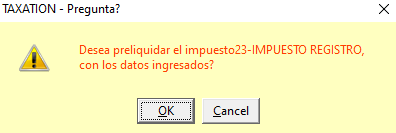 TAXATION - Pregunta?
Desea preliquidar el impuesto23-IMPUESTO REGISTRO,
con los datos ingresados?
OK
Cancel